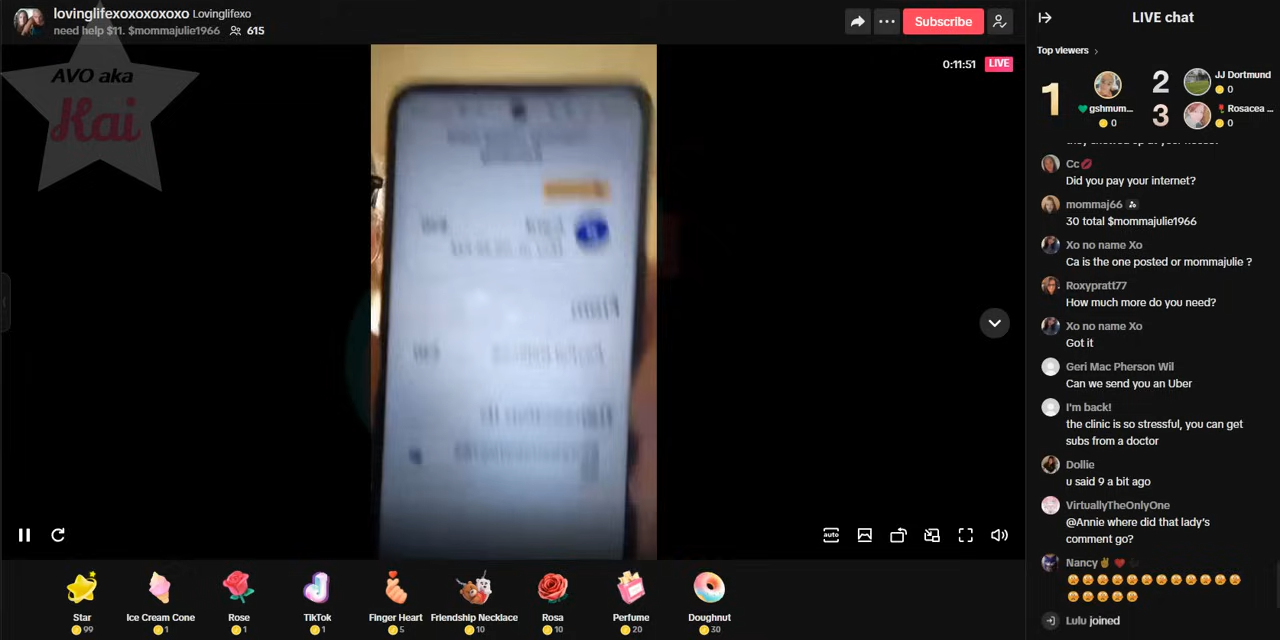 lovinglifexoxoxoxoxo Lovinglifexo
need help $11. $mommajulie1966 615
Subscribe
AVO aka
Kai
0:11:51 LIVE
auto
Star
99
Ice Cream Cone
1
Rose
1
TikTok
1
Finger Heart
5
Friendship Necklace
10
Rosa
10
Perfume
20
Doughnut
30
LIVE chat
Top viewers
1
gshmum...
0
2
JJ Dortmund
0
3
Rosacea ...
0
Cc💋
Did you pay your internet?
mommaj66
30 total $mommajulie1966
Xo no name Xo
Ca is the one posted or mommajulie ?
Roxypratt77
How much more do you need?
Xo no name Xo
Got it
Geri Mac Pherson Wil
Can we send you an Uber
I'm back!
the clinic is so stressful, you can get
subs from a doctor
Dollie
u said 9 a bit ago
VirtuallyTheOnlyOne
@Annie where did that lady's
comment go?
Nancy
Lulu joined